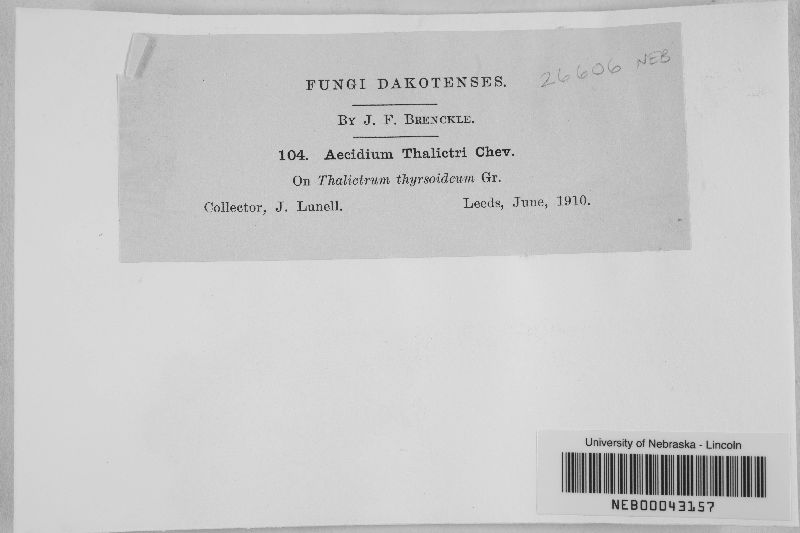 FUNGI DAKOTENSES.
26606 NEB
BY J. F. BRENCKLE.
104. Aecidium Thalictri Chev.
On Thalictrum thyrsoideum Gr.
Collector, J. Lunell. Leeds, June, 1910.
University of Nebraska - Lincoln
NEB00043157